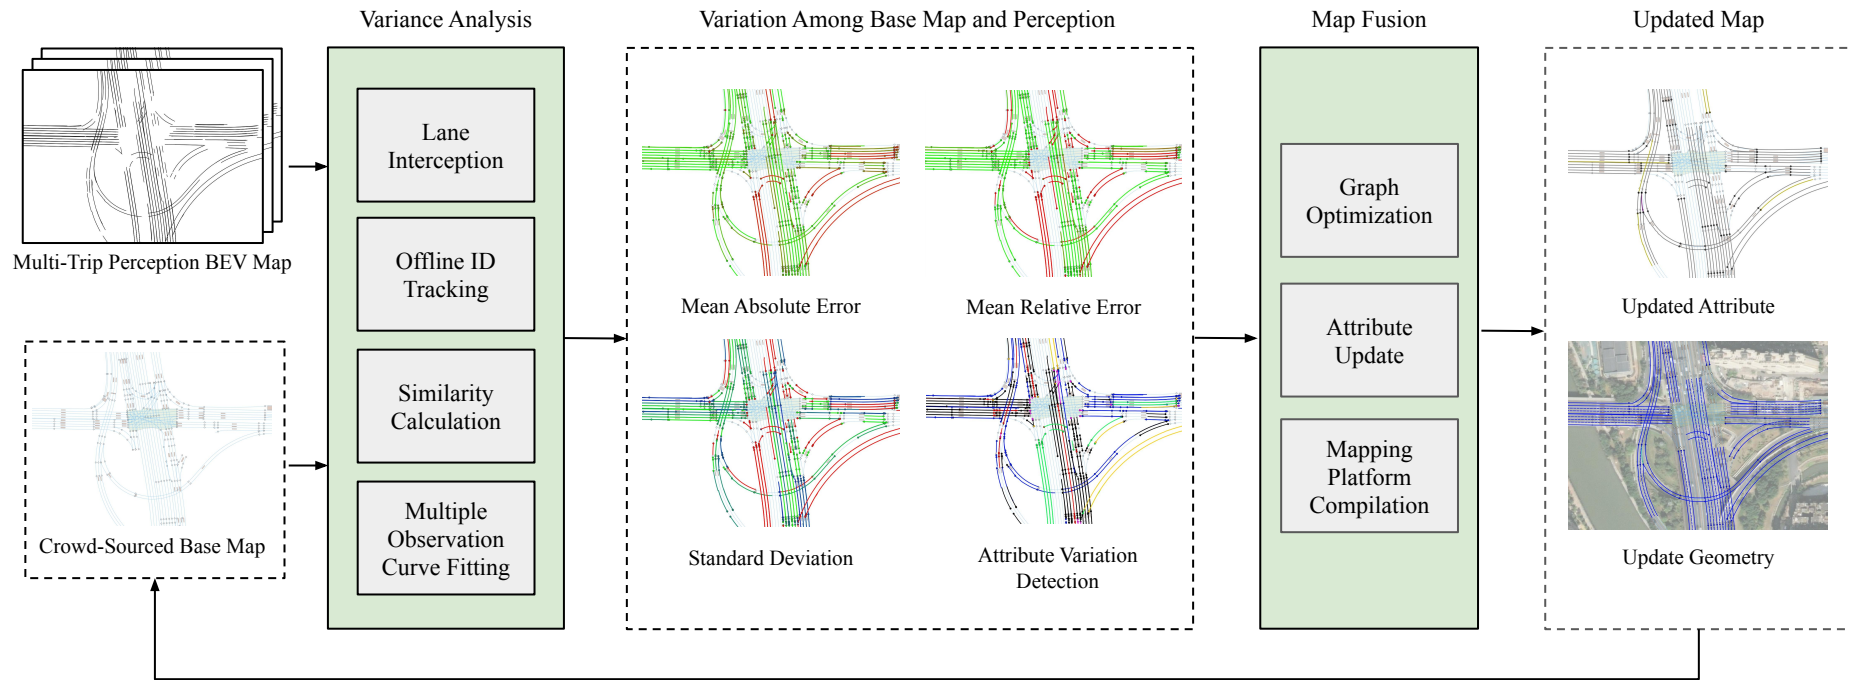 Variance Analysis
Variation Among Base Map and Perception
Map Fusion
Updated Map
Multi-Trip Perception BEV Map
Crowd-Sourced Base Map
Lane
Interception
Offline ID
Tracking
Similarity
Calculation
Multiple
Observation
Curve Fitting
Mean Absolute Error
Mean Relative Error
Standard Deviation
Attribute Variation
Detection
Graph
Optimization
Attribute
Update
Mapping
Platform
Compilation
Updated Attribute
Update Geometry